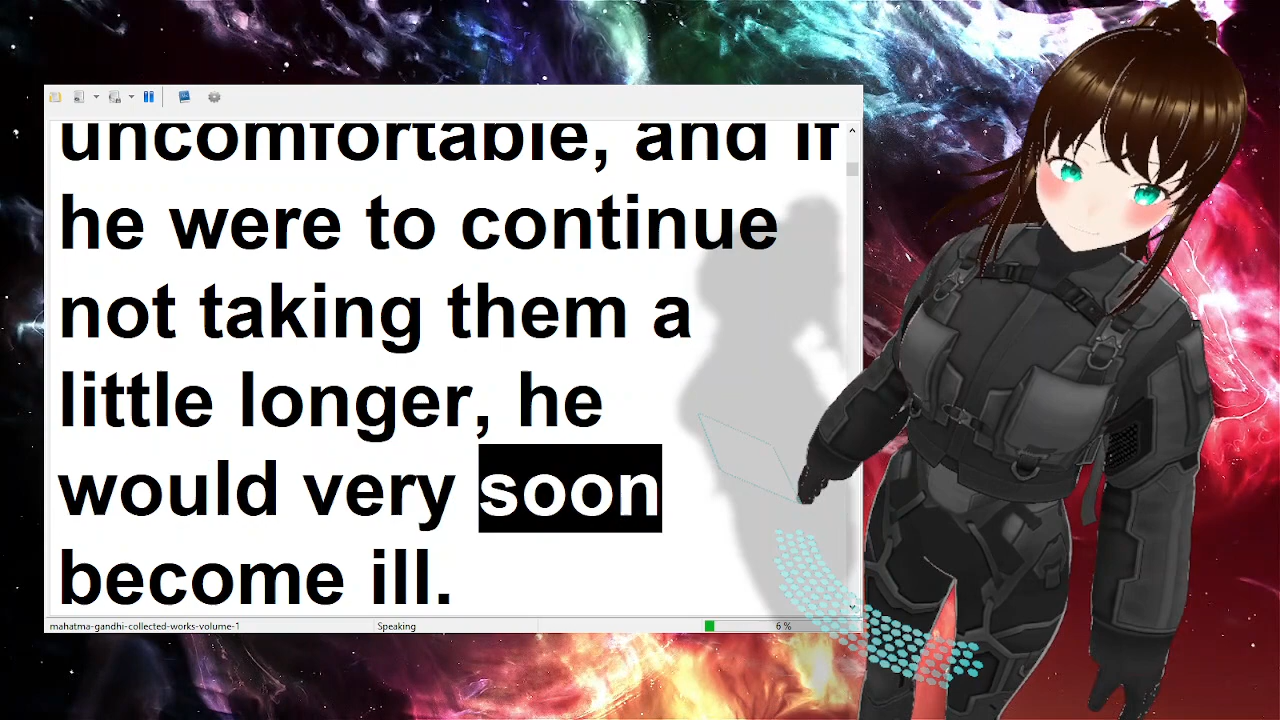 uncomfortable, and if
he were to continue
not taking them a
little longer, he
would very soon
become ill.
mahatma-gandhi-collected-works-volume-1
Speaking
6 %